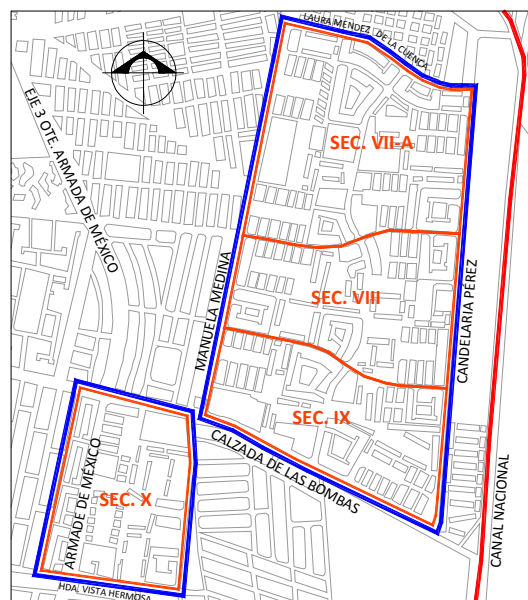 LAURA MENDEZ DE LA CUENCA
EJE 3 OTE. ARMADA DE MÉXICO
SEC. VII-A
MANUELA MEDINA
SEC. VIII
CANDELARIA PÉREZ
SEC. IX
CALZADA DE LAS BOMBAS
ARMADE DE MÉXICO
SEC. X
CANAL NACIONAL
HDA. VISTA HERMOSA